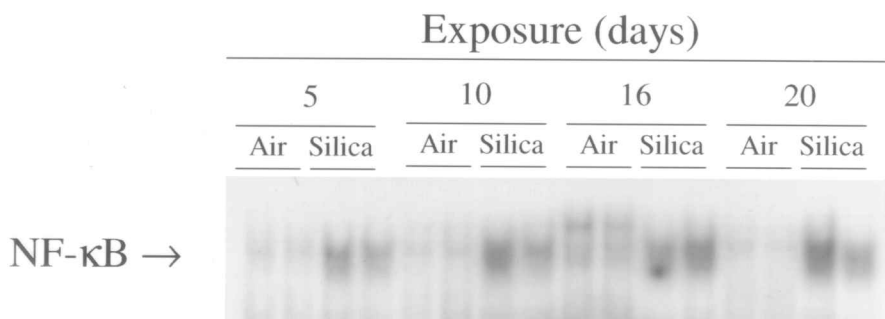 Exposure (days)
5 10 16 20
Air Silica Air Silica Air Silica Air Silica
NF-κB →